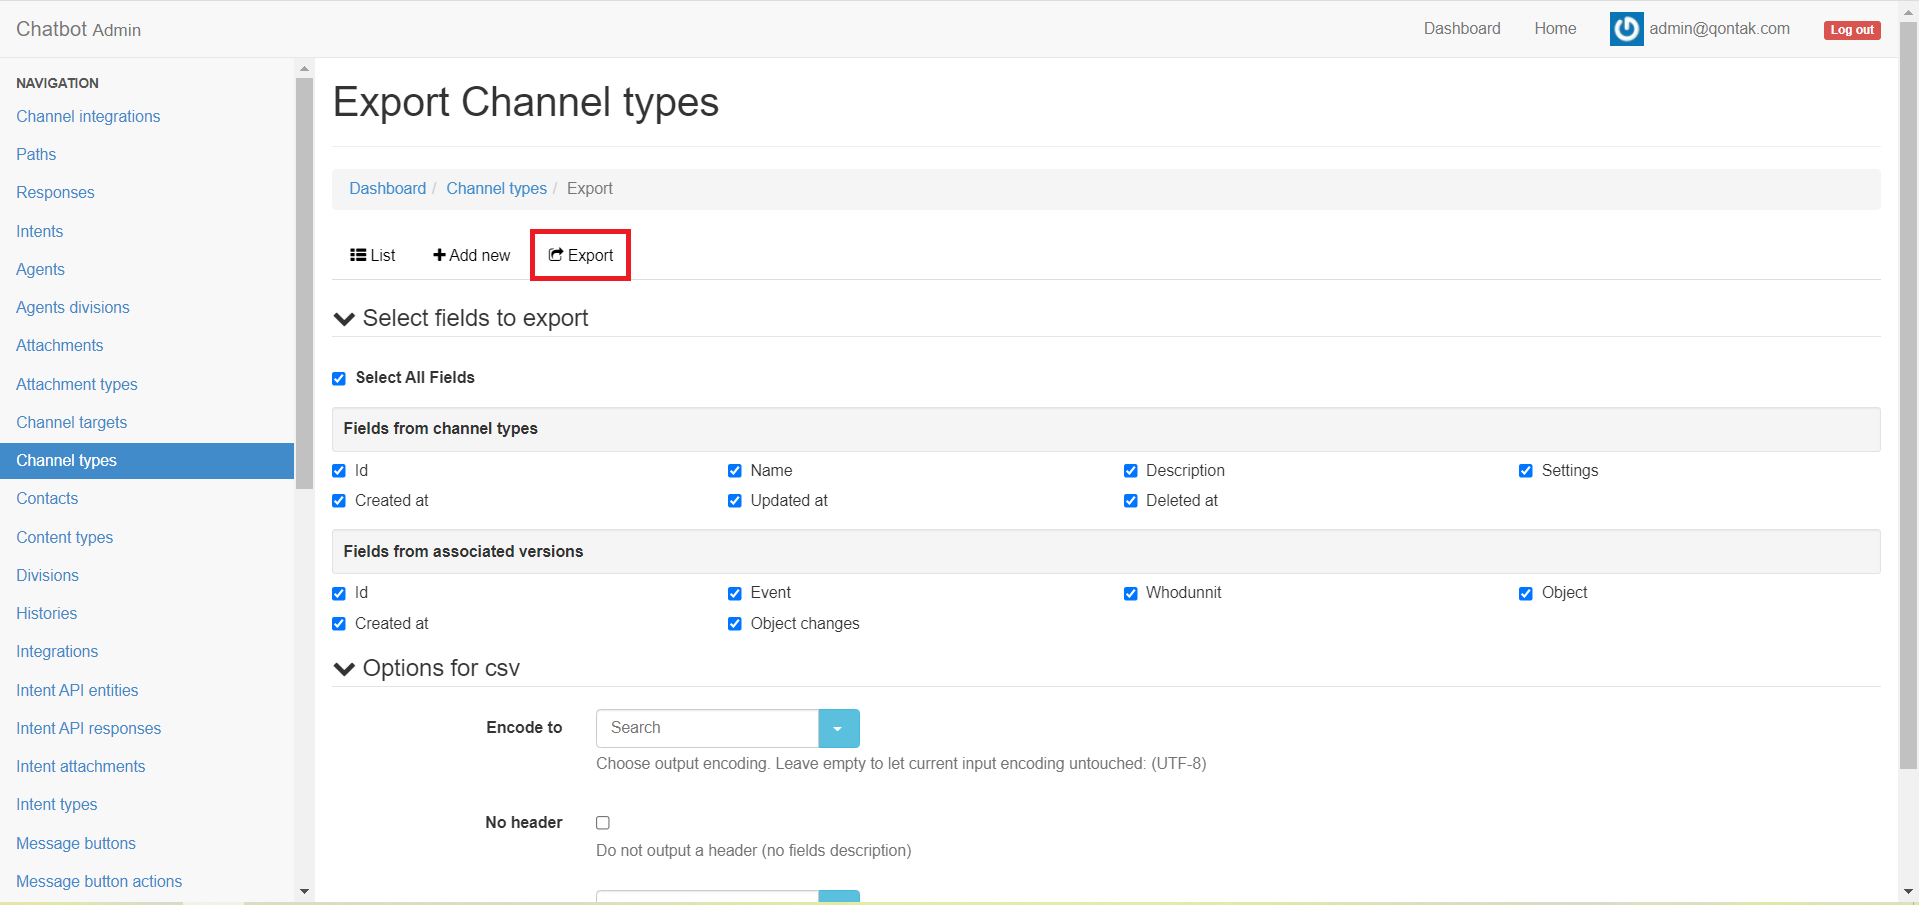 Chatbot Admin
Dashboard Home admin@qontak.com Log out
NAVIGATION
Channel integrations
Paths
Responses
Intents
Agents
Agents divisions
Attachments
Attachment types
Channel targets
Channel types
Contacts
Content types
Divisions
Histories
Integrations
Intent API entities
Intent API responses
Intent attachments
Intent types
Message buttons
Message button actions
Export Channel types
Dashboard / Channel types / Export
List Add new Export
Select fields to export
Select All Fields
Fields from channel types
Id Name Description Settings
Created at Updated at Deleted at
Fields from associated versions
Id Event Whodunnit Object
Created at Object changes
Options for csv
Encode to Search
Choose output encoding. Leave empty to let current input encoding untouched: (UTF-8)
No header
Do not output a header (no fields description)